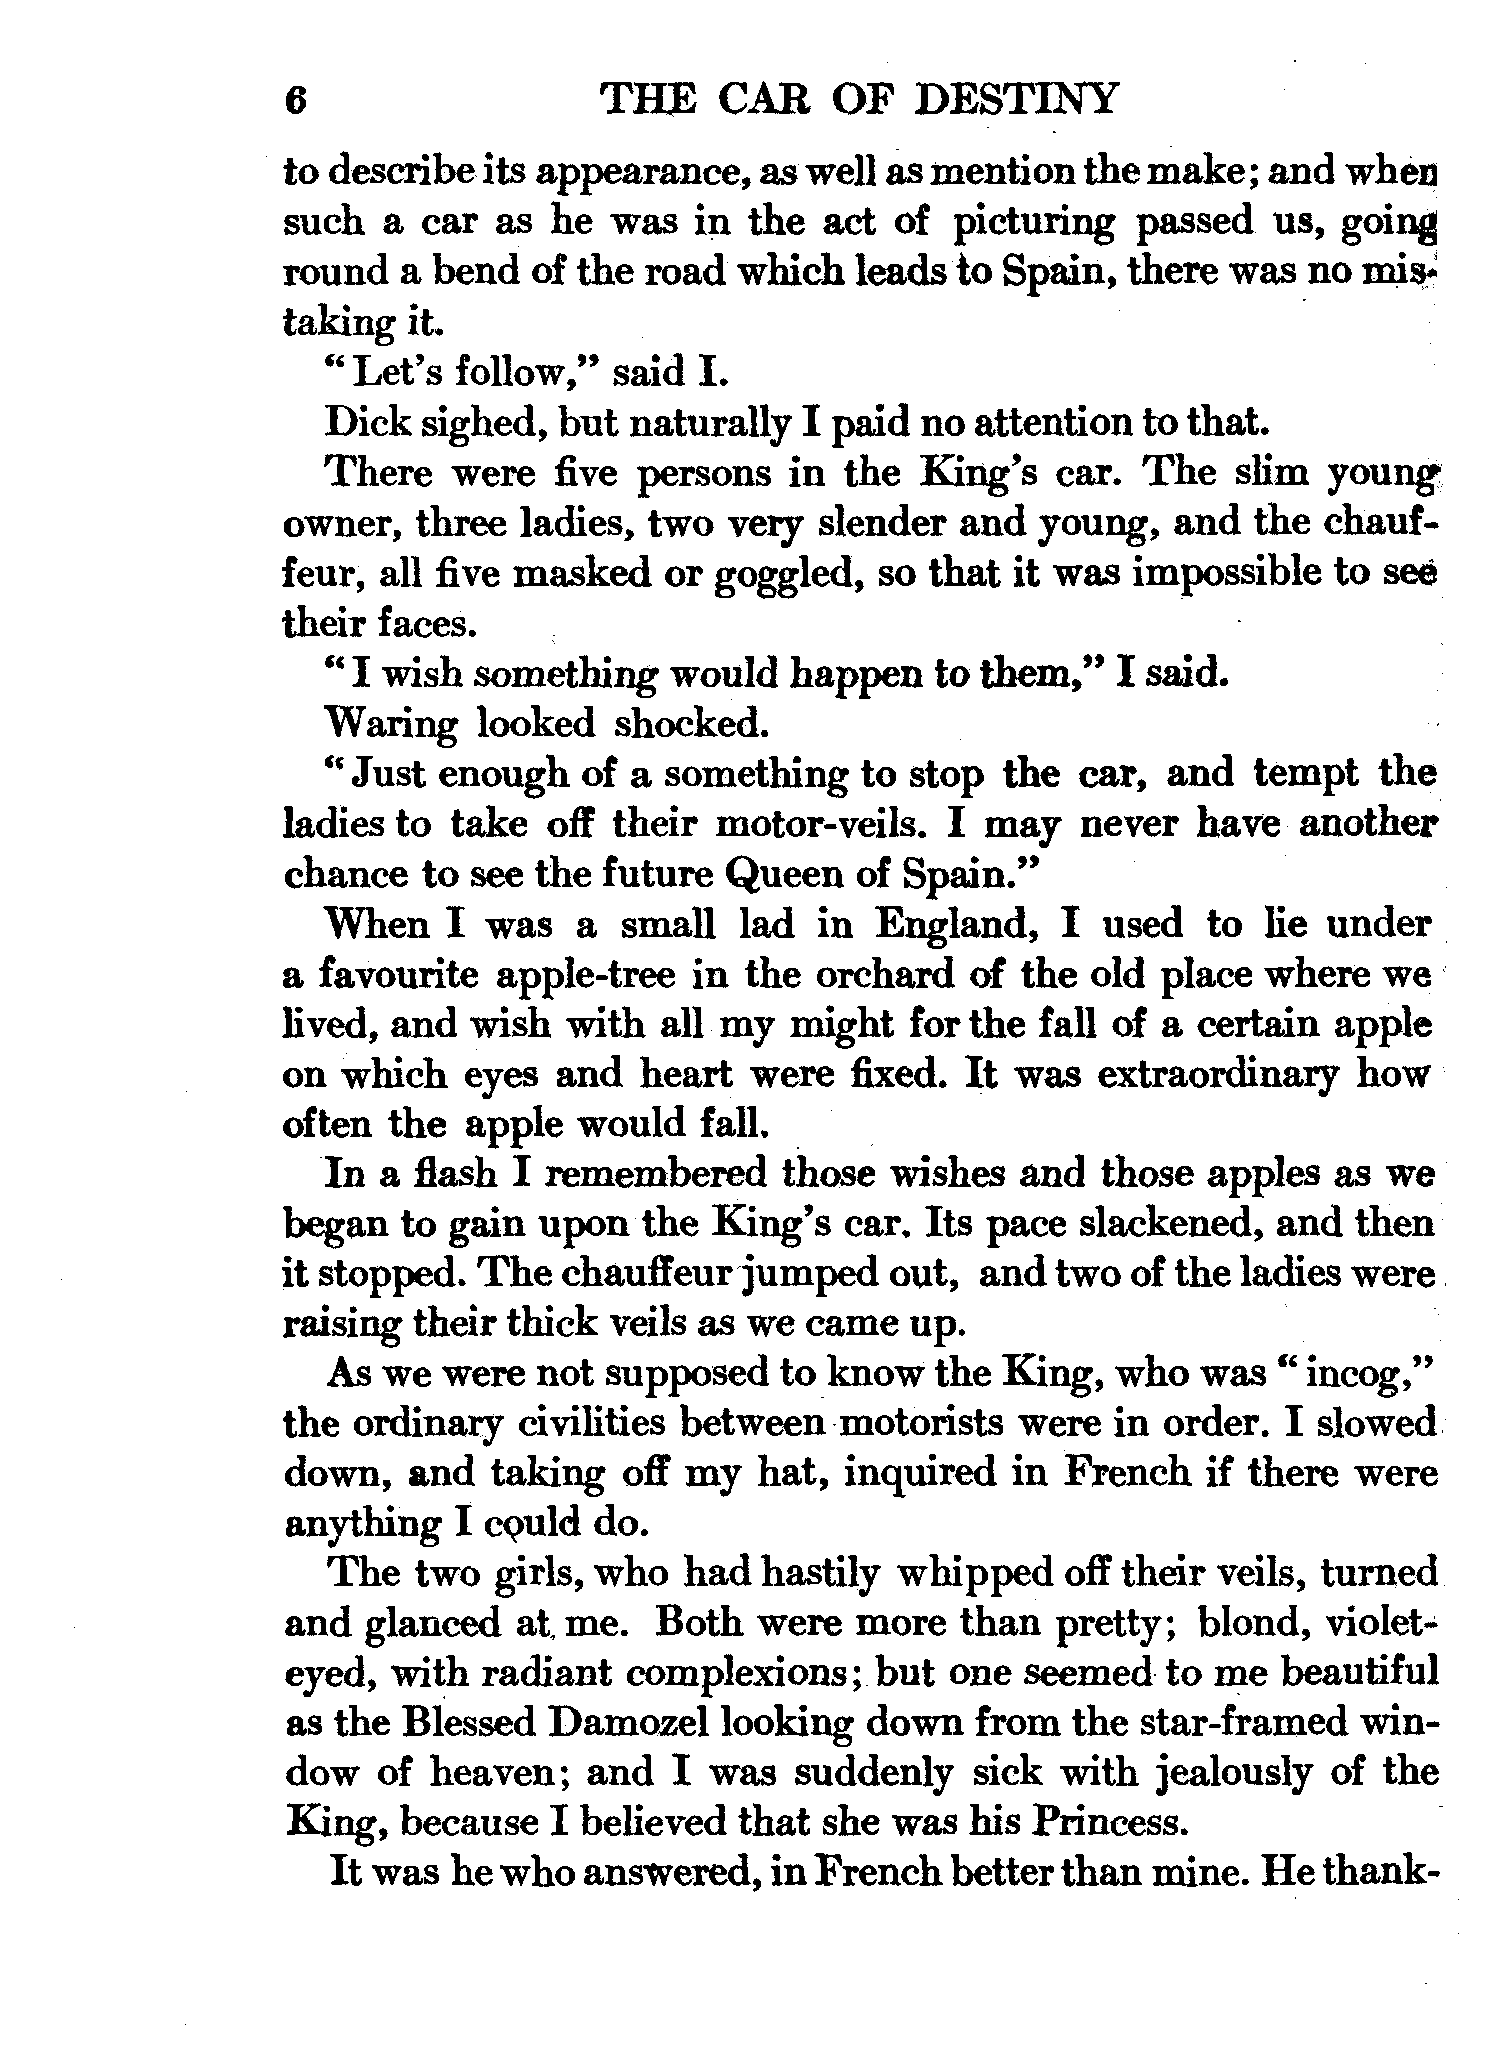 6 THE CAR OF DESTINY
to describe its appearance, as well as mention the make; and when
such a car as he was in the act of picturing passed us, going
round a bend of the road which leads to Spain, there was no mis-
taking it.
“Let’s follow,” said I.
Dick sighed, but naturally I paid no attention to that.
There were five persons in the King’s car. The slim young
owner, three ladies, two very slender and young, and the chauf-
feur, all five masked or goggled, so that it was impossible to see
their faces.
“I wish something would happen to them,” I said.
Waring looked shocked.
“Just enough of a something to stop the car, and tempt the
ladies to take off their motor-veils. I may never have another
chance to see the future Queen of Spain.”
When I was a small lad in England, I used to lie under
a favourite apple-tree in the orchard of the old place where we
lived, and wish with all my might for the fall of a certain apple
on which eyes and heart were fixed. It was extraordinary how
often the apple would fall.
In a flash I remembered those wishes and those apples as we
began to gain upon the King’s car. Its pace slackened, and then
it stopped. The chauffeur jumped out, and two of the ladies were
raising their thick veils as we came up.
As we were not supposed to know the King, who was “incog,”
the ordinary civilities between motorists were in order. I slowed
down, and taking off my hat, inquired in French if there were
anything I could do.
The two girls, who had hastily whipped off their veils, turned
and glanced at me. Both were more than pretty; blond, violet-
eyed, with radiant complexions; but one seemed to me beautiful
as the Blessed Damozel looking down from the star-framed win-
dow of heaven; and I was suddenly sick with jealously of the
King, because I believed that she was his Princess.
It was he who answered, in French better than mine. He thank-